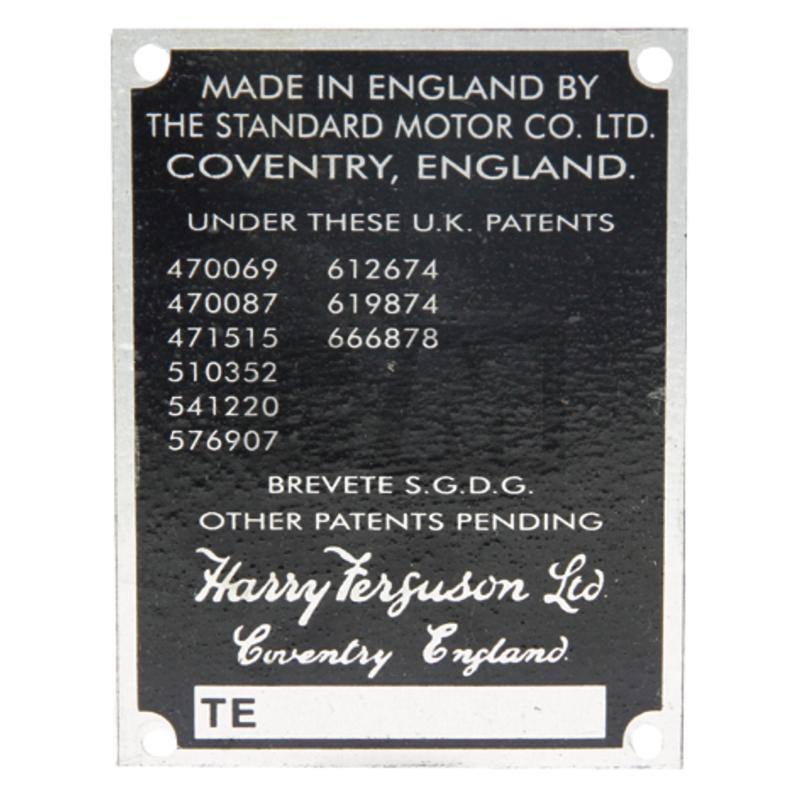 MADE IN ENGLAND BY
THE STANDARD MOTOR CO. LTD.
COVENTRY, ENGLAND.
UNDER THESE U.K. PATENTS
470069 612674
470087 619874
471515 666878
510352
541220
576907
BREVETE S.G.D.G.
OTHER PATENTS PENDING
Harry Ferguson Ltd.
Coventry England.
TE